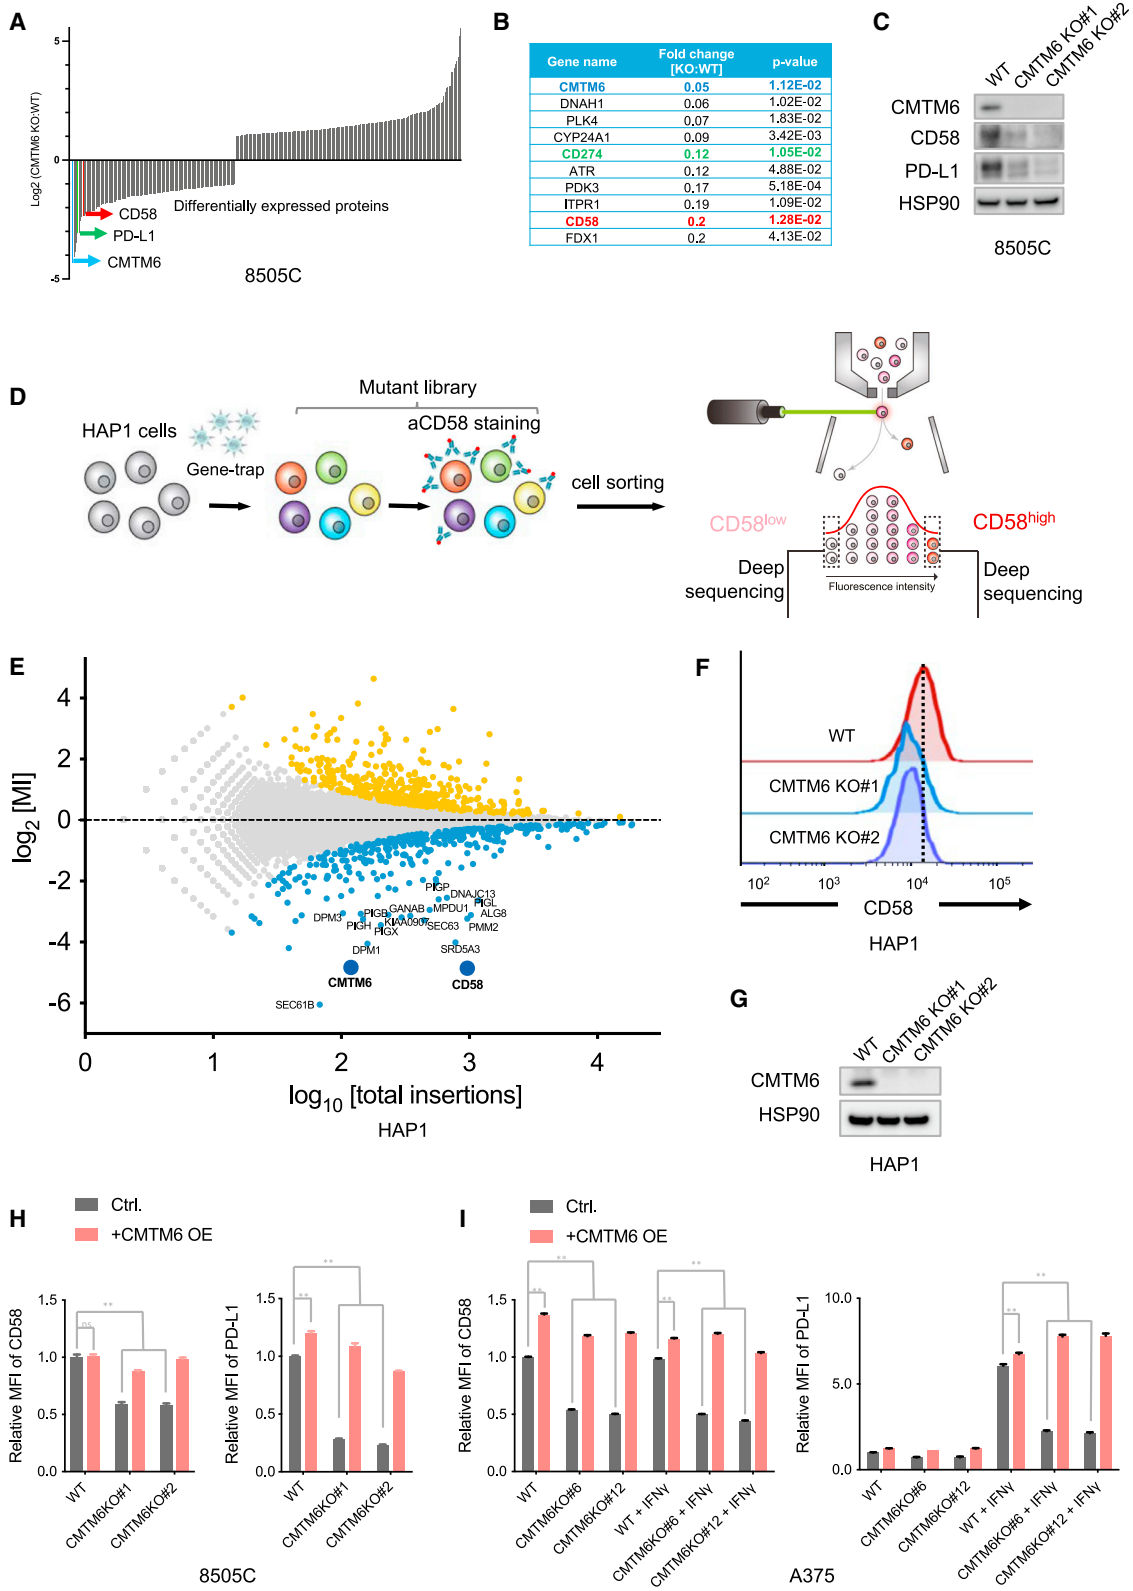 A
5
0
-5
Log2 (CMTM6 KO:WT)
CD58
PD-L1
CMTM6
Differentially expressed proteins
8505C
B
Gene name Fold change [KO:WT] p-value
CMTM6 0.05 1.12E-02
DNAH1 0.06 1.02E-02
PLK4 0.07 1.83E-02
CYP24A1 0.09 3.42E-03
CD274 0.12 1.05E-02
ATR 0.12 4.88E-02
PDK3 0.17 5.18E-04
ITPR1 0.19 1.09E-02
CD58 0.2 1.28E-02
FDX1 0.2 4.13E-02
C
WT CMTM6 KO#1 CMTM6 KO#2
CMTM6
CD58
PD-L1
HSP90
8505C
D
HAP1 cells
Gene-trap
Mutant library
aCD58 staining
cell sorting
CD58low
CD58high
Deep sequencing
Fluorescence intensity
Deep sequencing
E
log2 [MI]
4
2
0
-2
-4
-6
PIGP
DNAJC13
PIGL
DPM3
PIGB
GANAB
MPDU1
ALG8
PIGH
KIAA0907
SEC63
PMM2
PIGX
DPM1
SRD5A3
CMTM6
CD58
SEC61B
0 1 2 3 4
log10 [total insertions]
HAP1
F
WT
CMTM6 KO#1
CMTM6 KO#2
10² 10³ 10⁴ 10⁵
CD58
HAP1
G
WT CMTM6 KO#1 CMTM6 KO#2
CMTM6
HSP90
HAP1
H
Ctrl.
+CMTM6 OE
Relative MFI of CD58
1.5
1.0
0.5
0.0
**
ns
WT CMTM6KO#1 CMTM6KO#2
Relative MFI of PD-L1
1.5
1.0
0.5
0.0
**
**
WT CMTM6KO#1 CMTM6KO#2
8505C
I
Ctrl.
+CMTM6 OE
Relative MFI of CD58
1.5
1.0
0.5
0.0
** **
** **
WT CMTM6KO#6 CMTM6KO#12 WT + IFNγ CMTM6KO#6 + IFNγ CMTM6KO#12 + IFNγ
Relative MFI of PD-L1
10.0
5.0
0.0
**
**
WT CMTM6KO#6 CMTM6KO#12 WT + IFNγ CMTM6KO#6 + IFNγ CMTM6KO#12 + IFNγ
A375